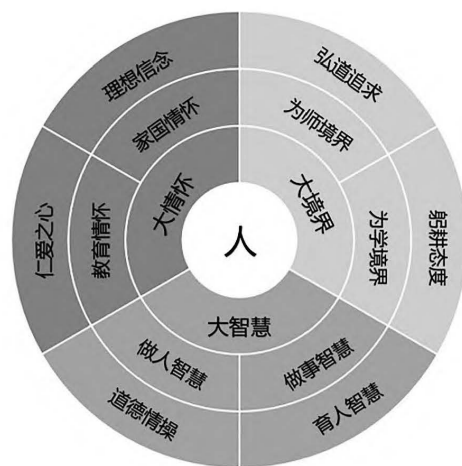 理想信念
弘道追求
家国情怀
为师境界
大情怀
大境界
仁爱之心
教育情怀
人
为学境界
躬耕态度
大智慧
做人智慧
做事智慧
道德情操
育人智慧